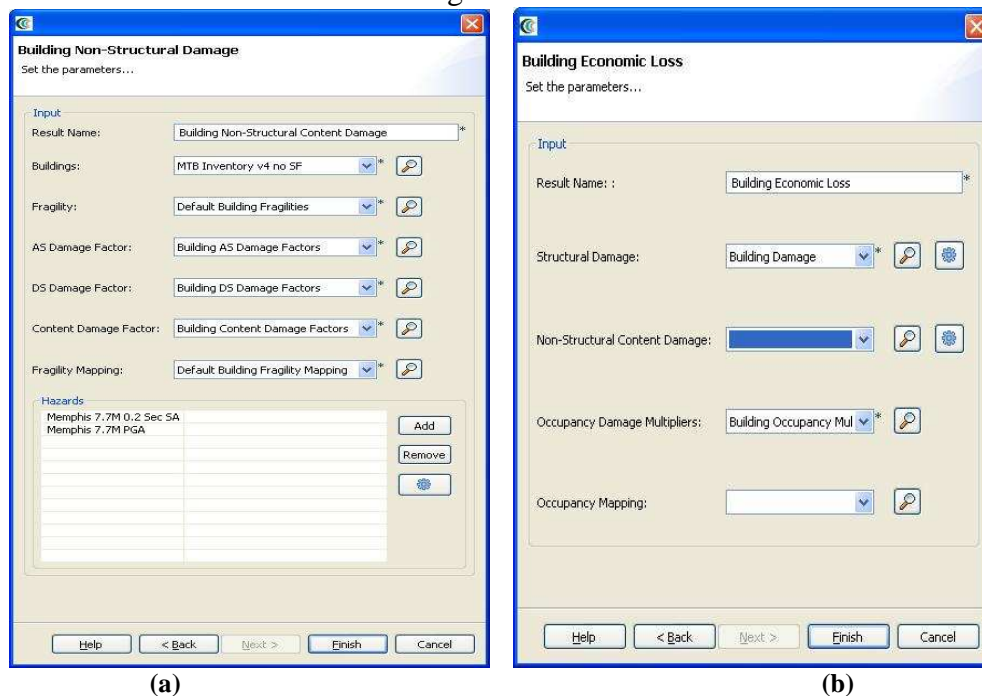 Building Non-Structural Damage
Set the parameters...
Input
Result Name: Building Non-Structural Content Damage *
Buildings: MTB Inventory v4 no SF *
Fragility: Default Building Fragilities *
AS Damage Factor: Building AS Damage Factors *
DS Damage Factor: Building DS Damage Factors *
Content Damage Factor: Building Content Damage Factors *
Fragility Mapping: Default Building Fragility Mapping *
Hazards
Memphis 7.7M 0.2 Sec SA
Memphis 7.7M PGA
Add
Remove
Help < Back Next > Finish Cancel
(a)
Building Economic Loss
Set the parameters...
Input
Result Name: : Building Economic Loss *
Structural Damage: Building Damage *
Non-Structural Content Damage:
Occupancy Damage Multipliers: Building Occupancy Mul *
Occupancy Mapping:
Help < Back Next > Finish Cancel
(b)